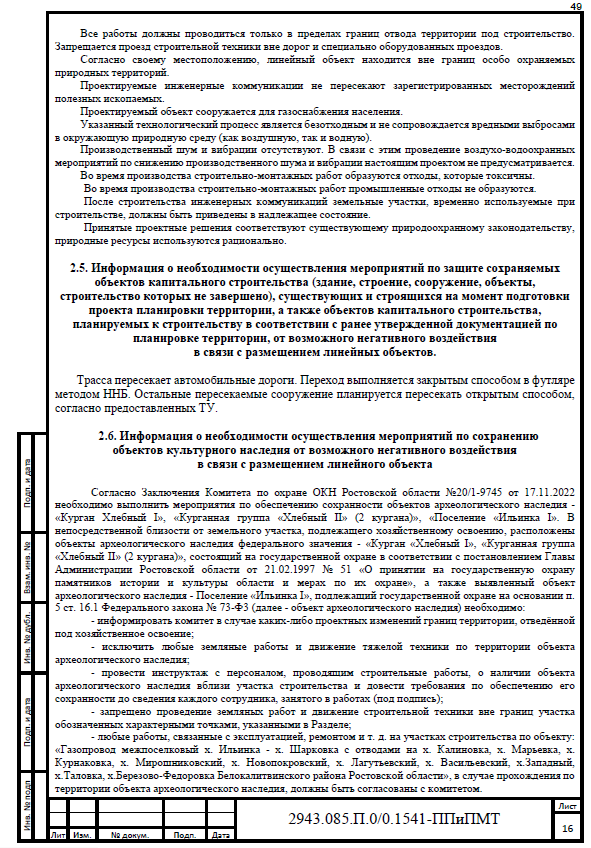 49
Все работы должны проводиться только в пределах границ отвода территории под строительство.
Запрещается проезд строительной техники вне дорог и специально оборудованных проездов.
Согласно своему местоположению, линейный объект находится вне границ особо охраняемых
природных территорий.
Проектируемые инженерные коммуникации не пересекают зарегистрированных месторождений
полезных ископаемых.
Проектируемый объект сооружается для газоснабжения населения.
Указанный технологический процесс является безотходным и не сопровождается вредными выбросами
в окружающую природную среду (как воздушную, так и водную).
Производственный шум и вибрации отсутствуют. В связи с этим проведение воздухо-водоохранных
мероприятий по снижению производственного шума и вибрации настоящим проектом не предусматривается.
Во время производства строительно-монтажных работ образуются отходы, которые токсичны.
Во время производства строительно-монтажных работ промышленные отходы не образуются.
После строительства инженерных коммуникаций земельные участки, временно используемые при
строительстве, должны быть приведены в надлежащее состояние.
Принятые проектные решения соответствуют существующему природоохранному законодательству,
природные ресурсы используются рационально.
2.5. Информация о необходимости осуществления мероприятий по защите сохраняемых
объектов капитального строительства (здание, строение, сооружение, объекты,
строительство которых не завершено), существующих и строящихся на момент подготовки
проекта планировки территории, а также объектов капитального строительства,
планируемых к строительству в соответствии с ранее утвержденной документацией по
планировке территории, от возможного негативного воздействия
в связи с размещением линейных объектов.
Трасса пересекает автомобильные дороги. Переход выполняется закрытым способом в футляре
методом ННБ. Остальные пересекаемые сооружение планируется пересекать открытым способом,
согласно предоставленных ТУ.
2.6. Информация о необходимости осуществления мероприятий по сохранению
объектов культурного наследия от возможного негативного воздействия
в связи с размещением линейного объекта
Согласно Заключения Комитета по охране ОКН Ростовской области №20/1-9745 от 17.11.2022
необходимо выполнить мероприятия по обеспечению сохранности объектов археологического наследия -
«Курган Хлебный I», «Курганная группа «Хлебный II» (2 кургана)», «Поселение «Ильинка I». В
непосредственной близости от земельного участка, подлежащего хозяйственному освоению, расположены
объекты археологического наследия федерального значения - «Курган «Хлебный I», «Курганная группа
«Хлебный II» (2 кургана)», состоящий на государственной охране в соответствии с постановлением Главы
Администрации Ростовской области от 21.02.1997 № 51 «О принятии на государственную охрану
памятников истории и культуры области и мерах по их охране», а также выявленный объект
археологического наследия - Поселение «Ильинка I», подлежащий государственной охране на основании п.
5 ст. 16.1 Федерального закона № 73-ФЗ (далее - объект археологического наследия) необходимо:
- информировать комитет в случае каких-либо проектных изменений границ территории, отведённой
под хозяйственное освоение;
- исключить любые земляные работы и движение тяжелой техники по территории объекта
археологического наследия;
- провести инструктаж с персоналом, проводящим строительные работы, о наличии объекта
археологического наследия вблизи участка строительства и довести требования по обеспечению его
сохранности до сведения каждого сотрудника, занятого в работах (под подпись);
- запрещено проведение земляных работ и движение строительной техники вне границ участка
обозначенных характерными точками, указанными в Разделе;
- любые работы, связанные с эксплуатацией, ремонтом и т. д. на участках строительства по объекту:
«Газопровод межпоселковый х. Ильинка - х. Шарковка с отводами на х. Калиновка, х. Марьевка, х.
Курнаковка, х. Мирошниковский, х. Новопокровский, х. Лагутьевский, х. Васильевский, х.Западный,
х.Таловка, х.Березово-Федоровка Белокалитвинского района Ростовской области», в случае прохождения по
территории объекта археологического наследия, должны быть согласованы с комитетом.
Подп. и дата
Взам. инв. №
Инв. № дубл.
Подп. и дата
Инв. № подп
Лит Изм. № докум. Подп. Дата
2943.085.П.0/0.1541-ППиПМТ
Лист
16